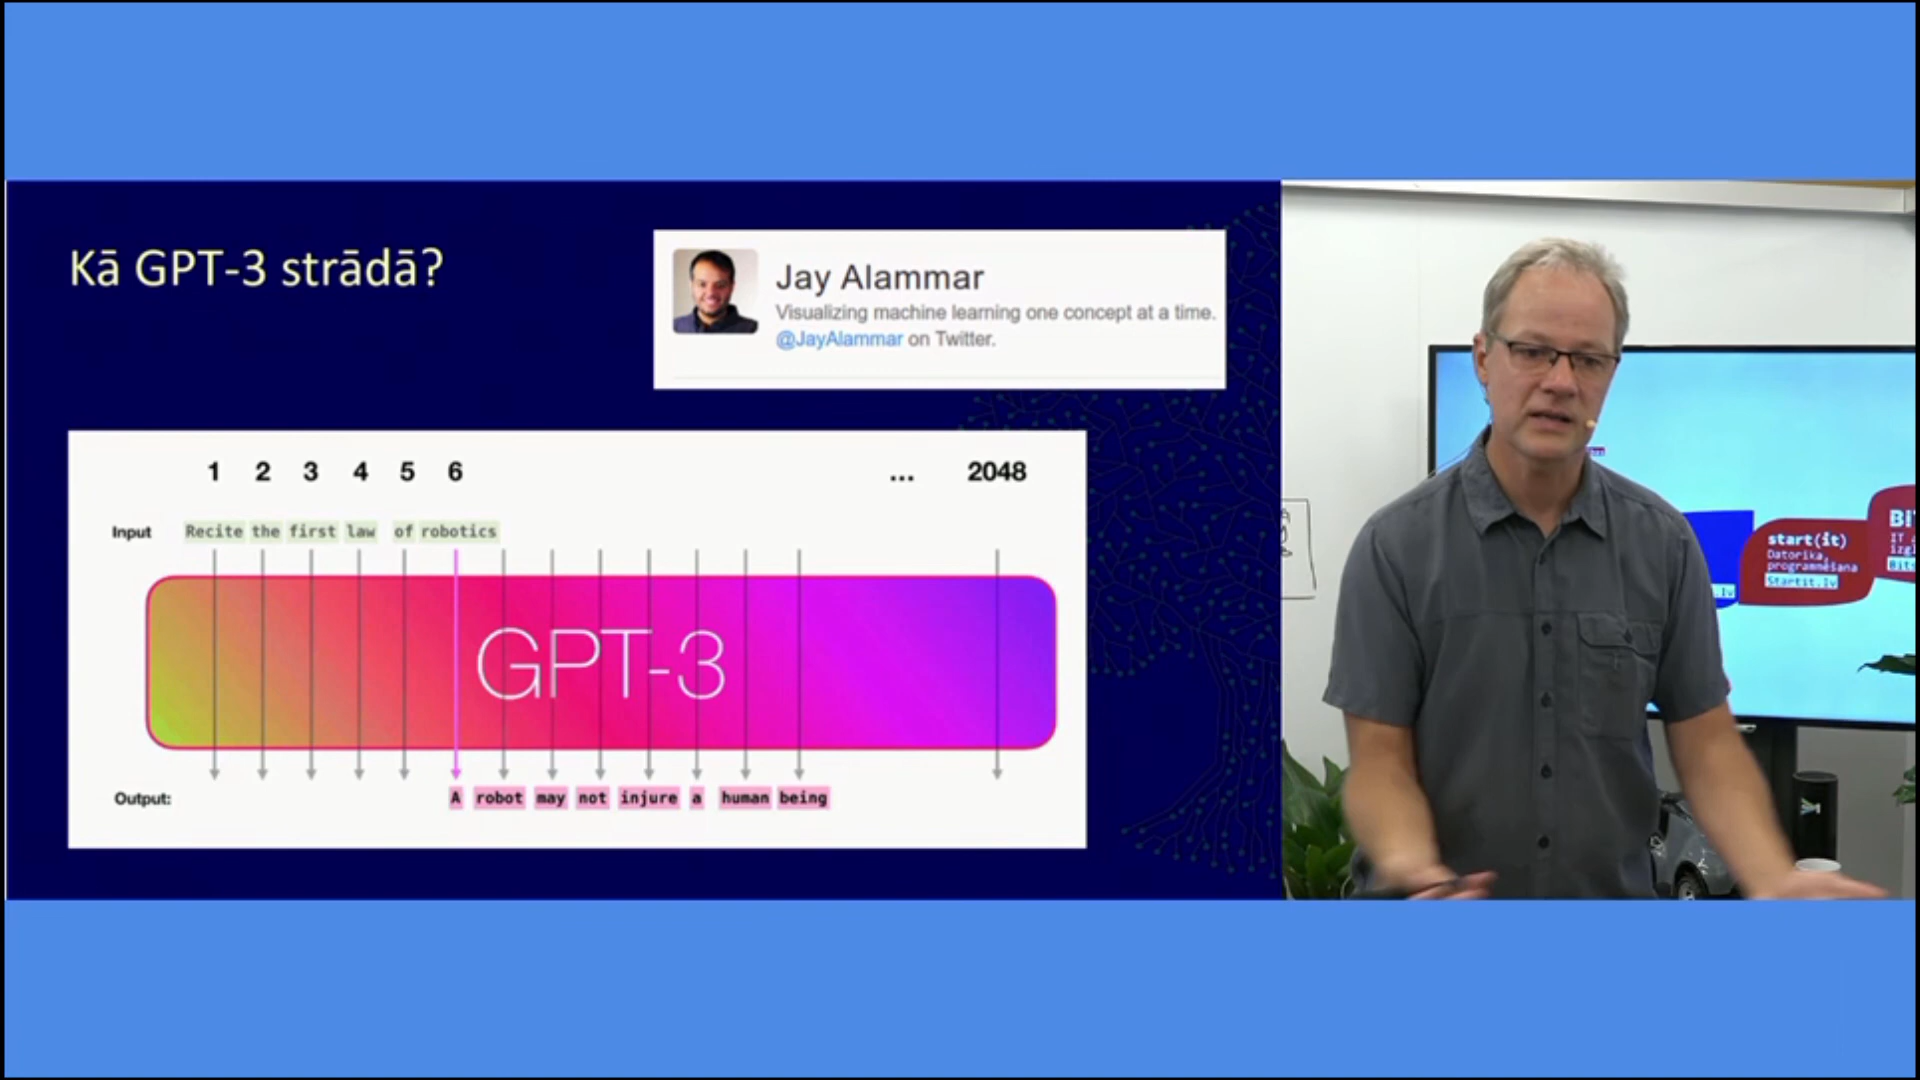 Kā GPT-3 strādā?
Jay Alammar
Visualizing machine learning one concept at a time.
@JayAlammar on Twitter.
1 2 3 4 5 6 ... 2048
Input Recite the first law of robotics
GPT-3
Output: A robot may not injure a human being
start(it)
Datorika,
programmēšana
Startit.lv